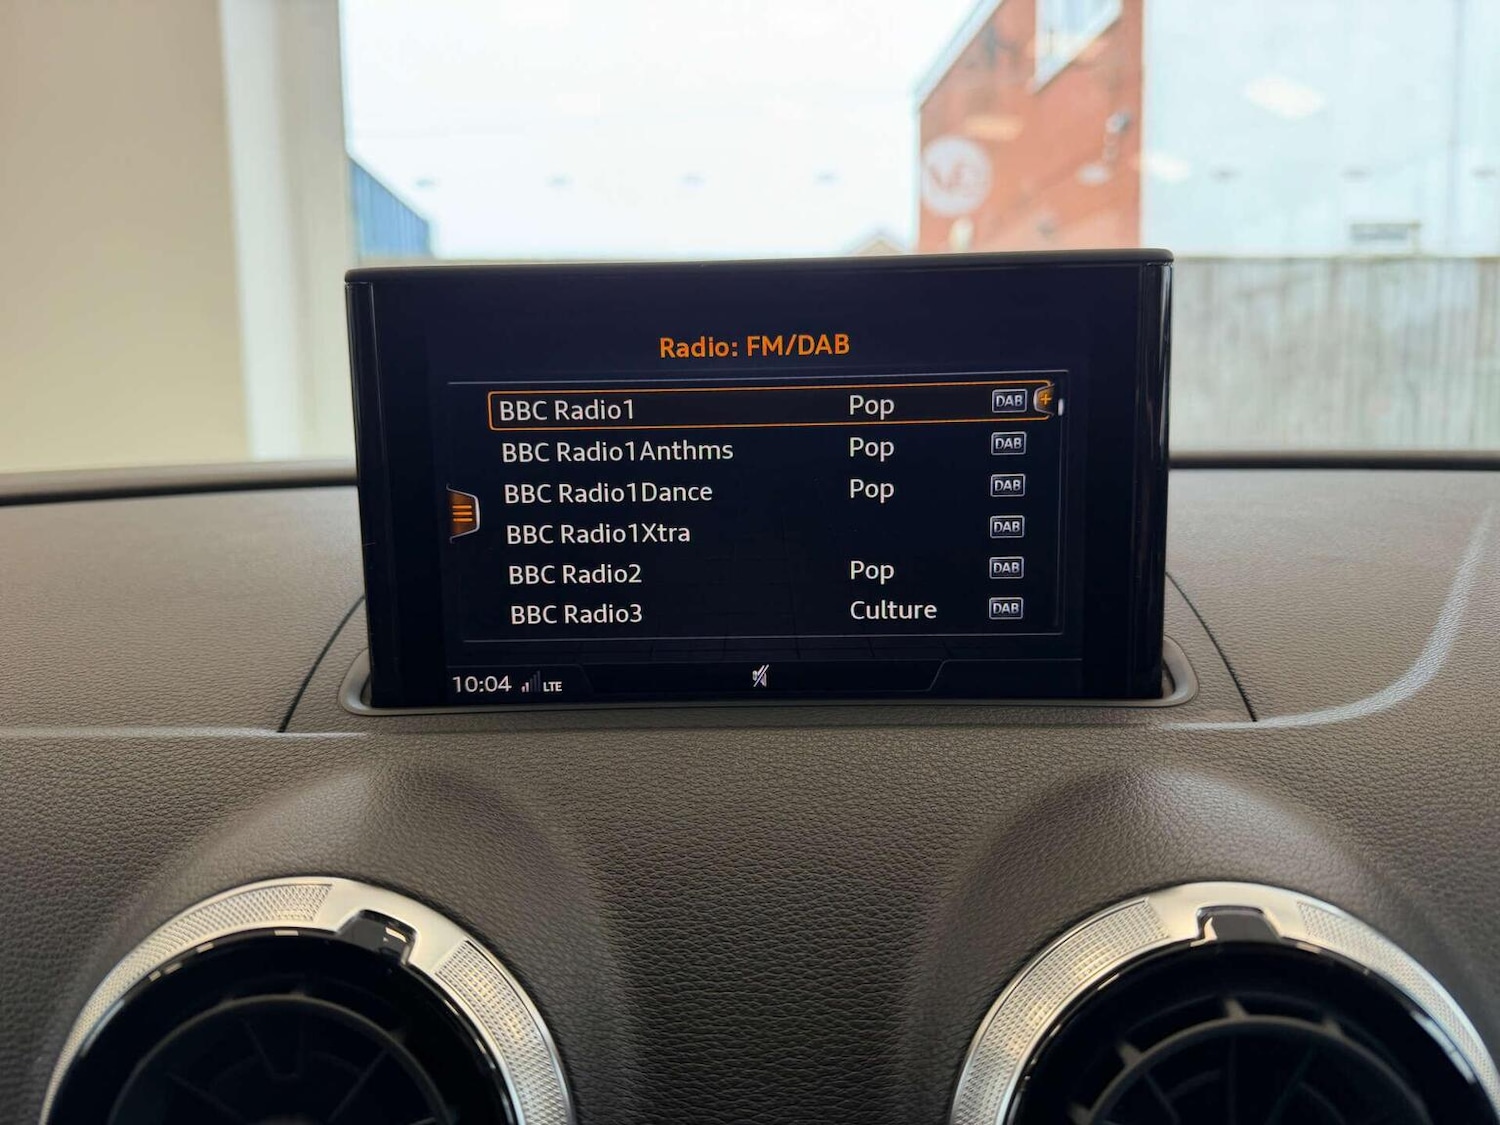 Radio: FM/DAB
BBC Radio1 Pop DAB +
BBC Radio1Anthms Pop DAB
BBC Radio1Dance Pop DAB
BBC Radio1Xtra DAB
BBC Radio2 Pop DAB
BBC Radio3 Culture DAB
10:04 LTE